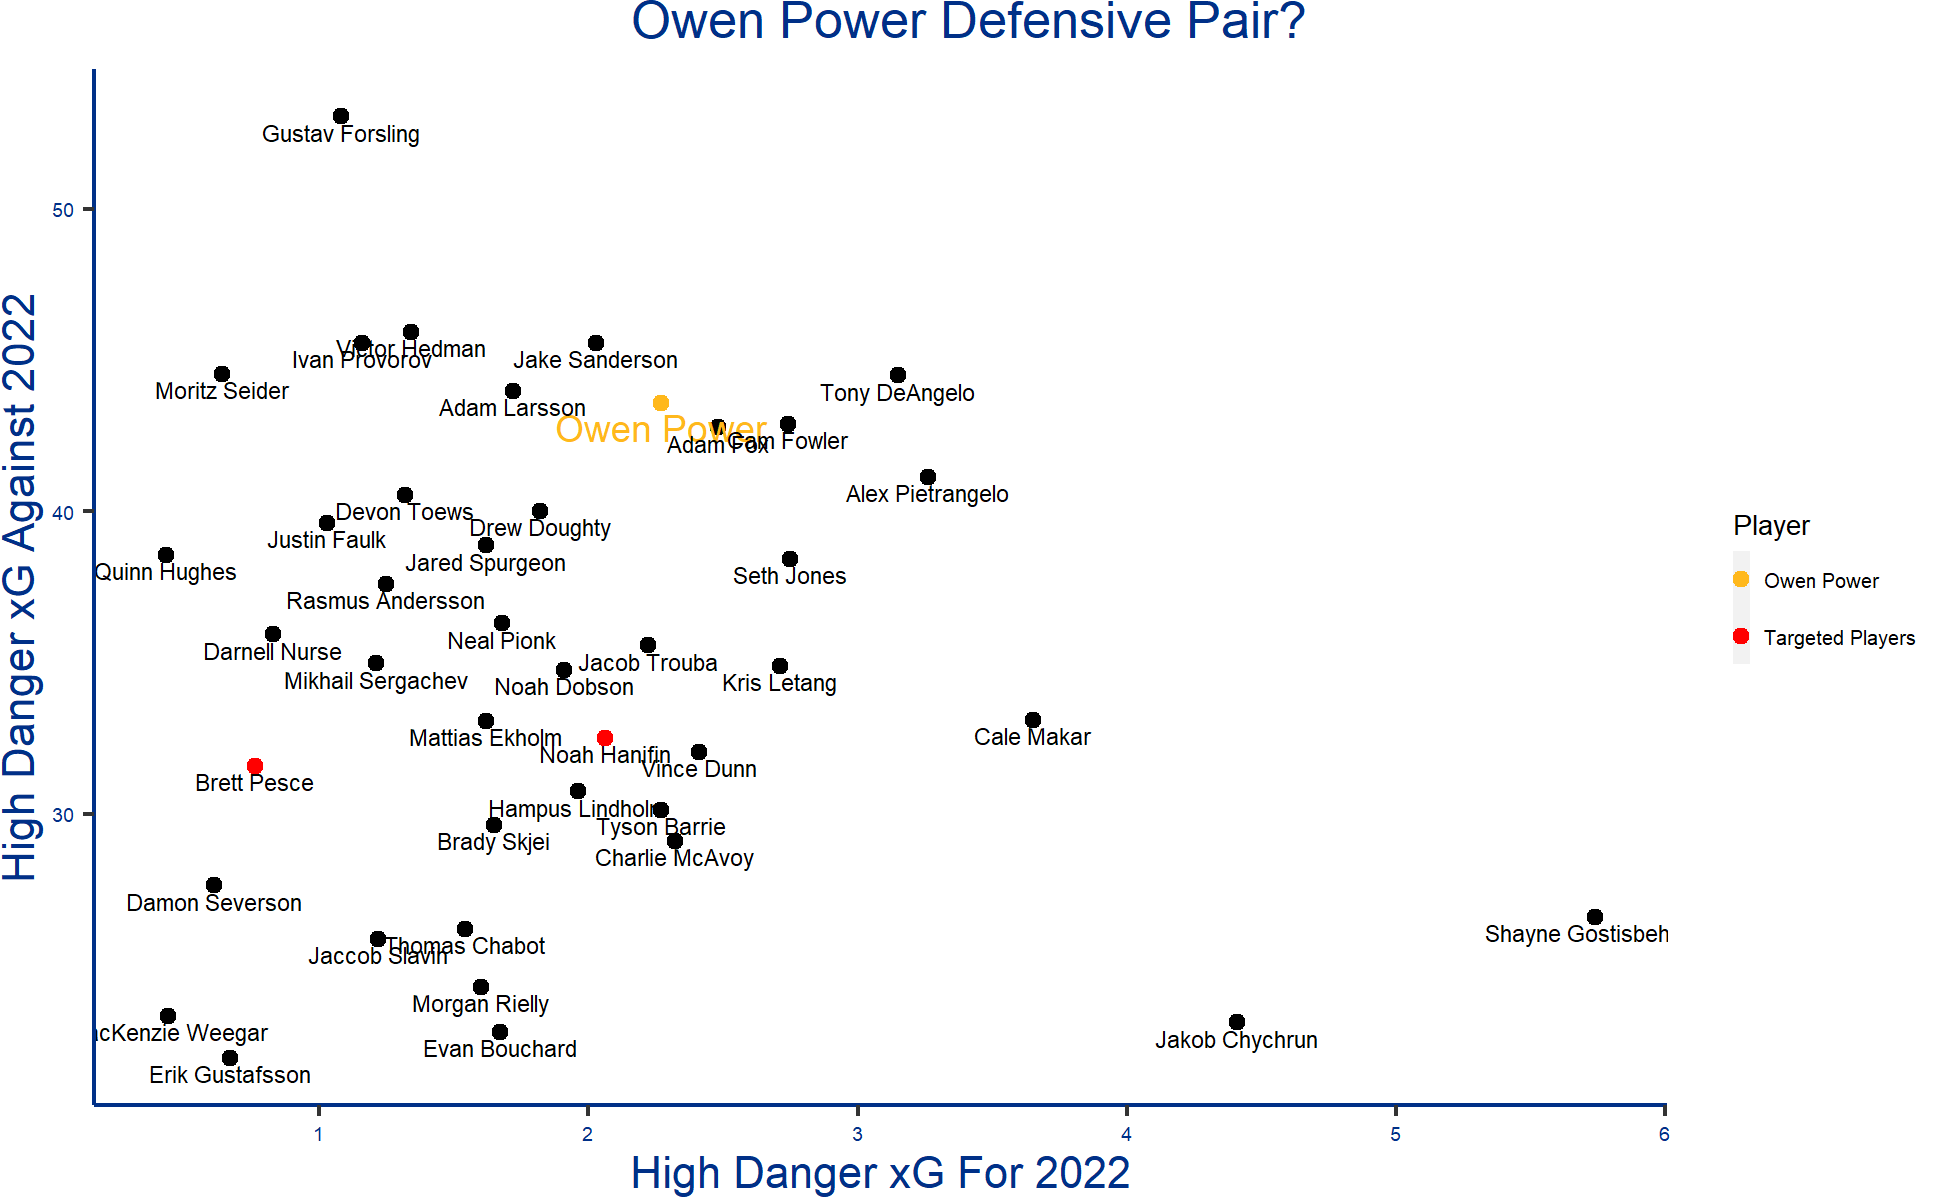 Owen Power Defensive Pair?
High Danger xG Against 2022
50
40
30
Gustav Forsling
Victor Hedman
Ivan Provorov
Jake Sanderson
Moritz Seider
Tony DeAngelo
Adam Larsson
Owen Power
Adam Fox
Cam Fowler
Alex Pietrangelo
Devon Toews
Drew Doughty
Justin Faulk
Jared Spurgeon
Quinn Hughes
Seth Jones
Rasmus Andersson
Neal Pionk
Darnell Nurse
Jacob Trouba
Mikhail Sergachev
Noah Dobson
Kris Letang
Mattias Ekholm
Cale Makar
Noah Hanifin
Vince Dunn
Brett Pesce
Hampus Lindholm
Tyson Barrie
Brady Skjei
Charlie McAvoy
Damon Severson
Shayne Gostisbeh
Thomas Chabot
Jaccob Slavin
Morgan Rielly
acKenzie Weegar
Jakob Chychrun
Evan Bouchard
Erik Gustafsson
1
2
3
4
5
6
High Danger xG For 2022
Player
Owen Power
Targeted Players